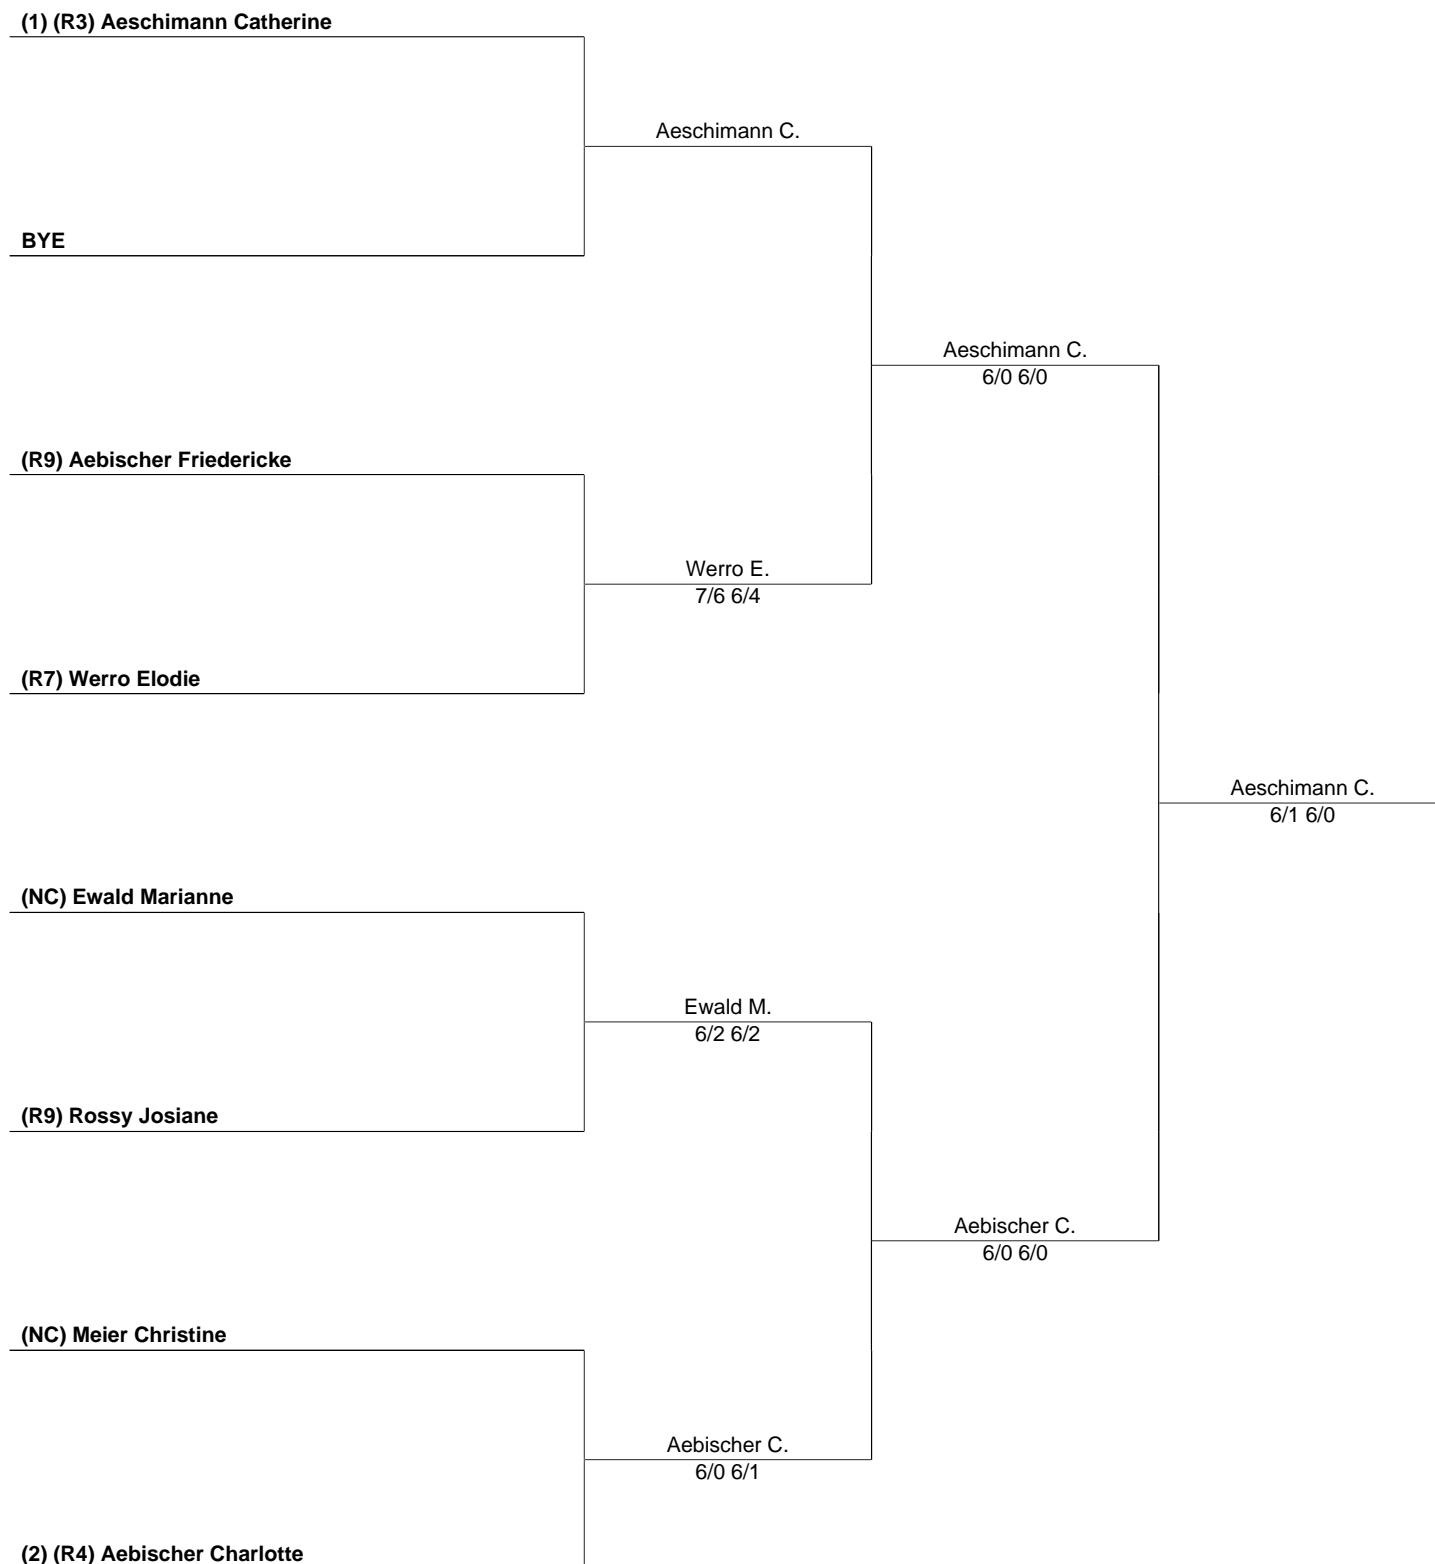 (1) (R3) Aeschimann Catherine
Aeschimann C.
BYE
Aeschimann C.
6/0 6/0
(R9) Aebischer Friedericke
Werro E.
7/6 6/4
(R7) Werro Elodie
Aeschimann C.
6/1 6/0
(NC) Ewald Marianne
Ewald M.
6/2 6/2
(R9) Rossy Josiane
Aebischer C.
6/0 6/0
(NC) Meier Christine
Aebischer C.
6/0 6/1
(2) (R4) Aebischer Charlotte